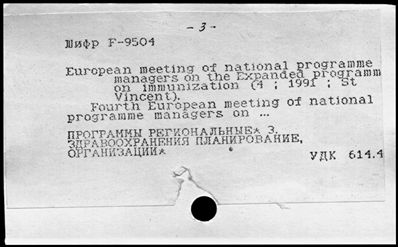 - 3 -
Шифр F-9504
European meeting of national programme
managers on the Expanded programm
on immunization (4 ; 1991 ; St
Vincent).
Fourth European meeting of national
programme managers on ...
ПРОГРАММЫ РЕГИОНАЛЬНЫЕ* 3.
ЗДРАВООХРАНЕНИЯ ПЛАНИРОВАНИЕ,
ОРГАНИЗАЦИИ*
УДК 614.4